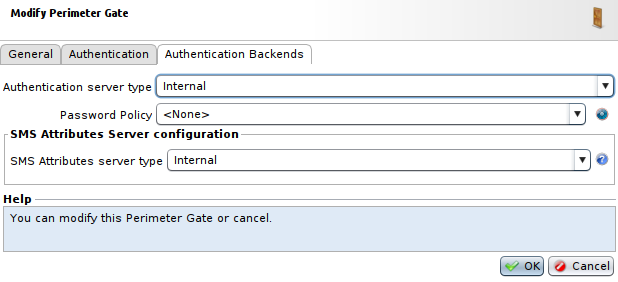 Modify Perimeter Gate
General Authentication Authentication Backends
Authentication server type Internal
Password Policy <None>
SMS Attributes Server configuration
SMS Attributes server type Internal
Help
You can modify this Perimeter Gate or cancel.
OK Cancel